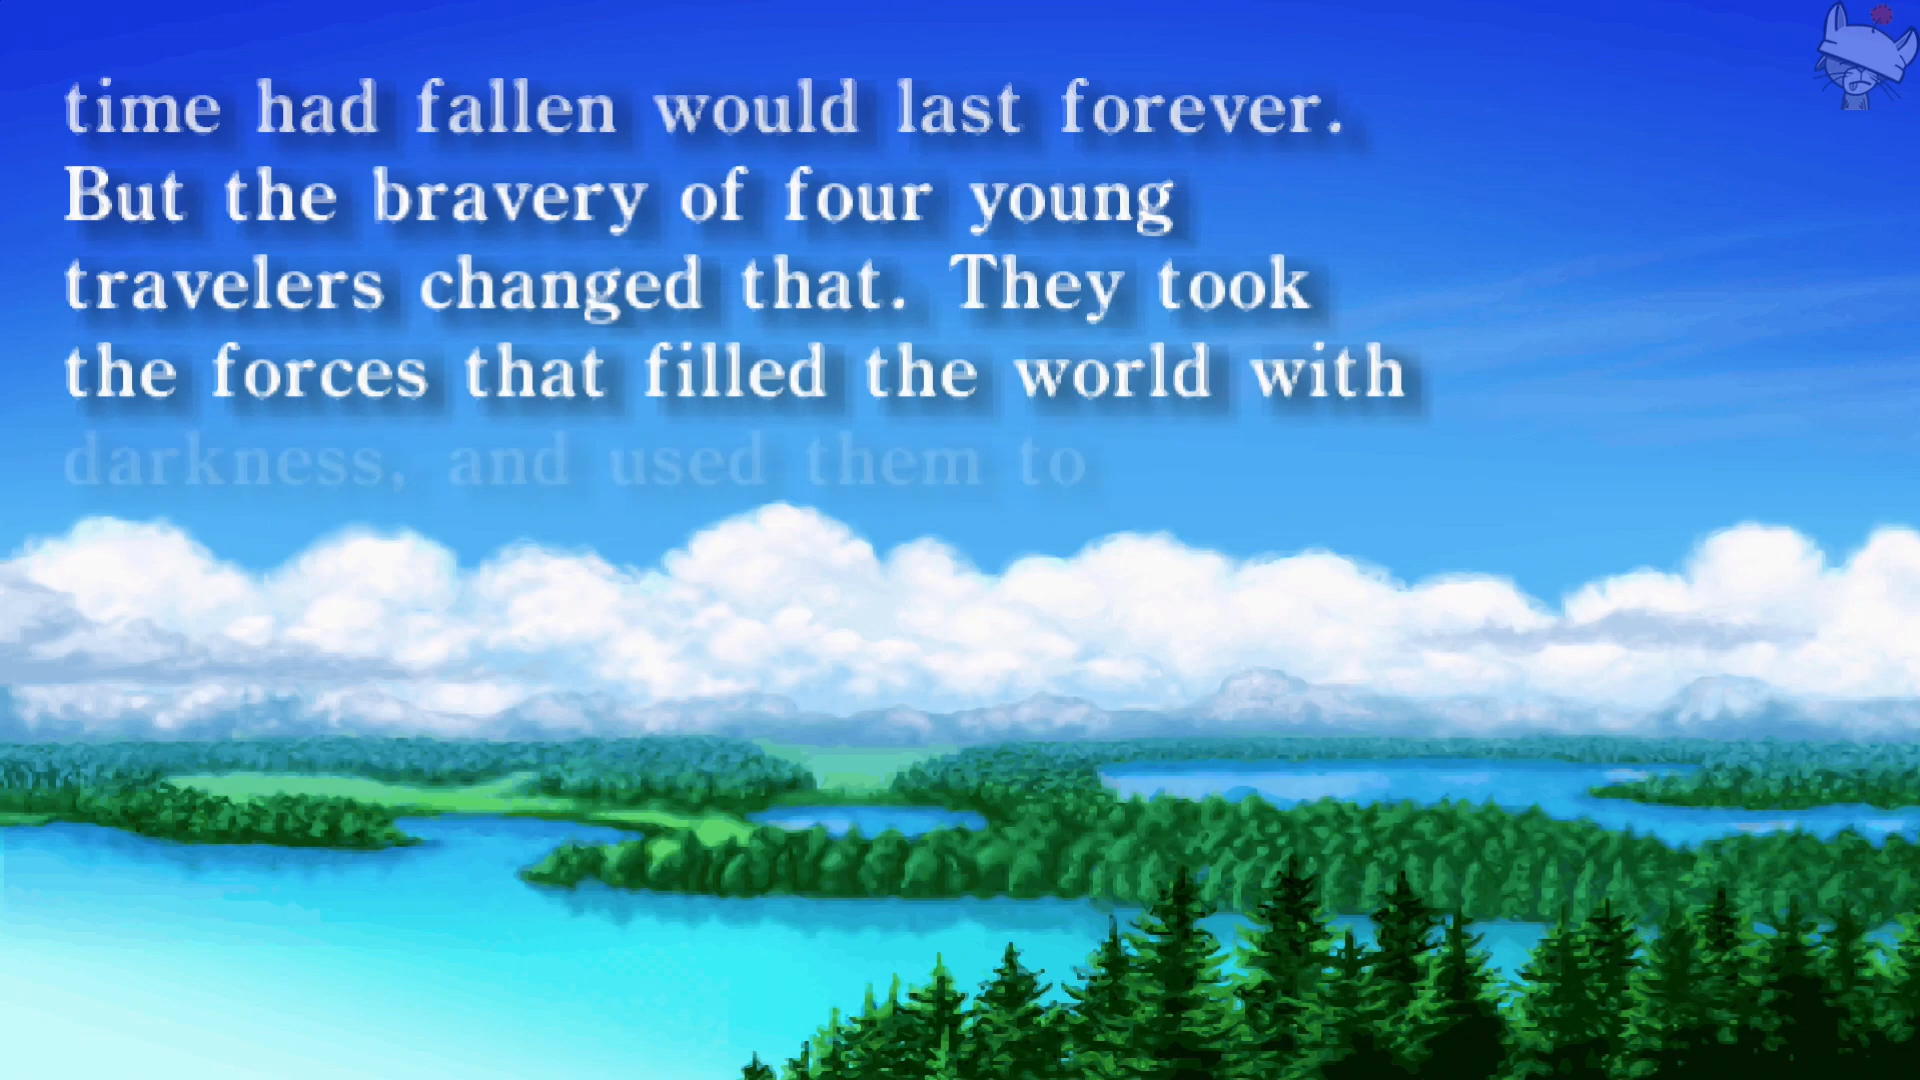 time had fallen would last forever.
But the bravery of four young
travelers changed that. They took
the forces that filled the world with
darkness, and used them to